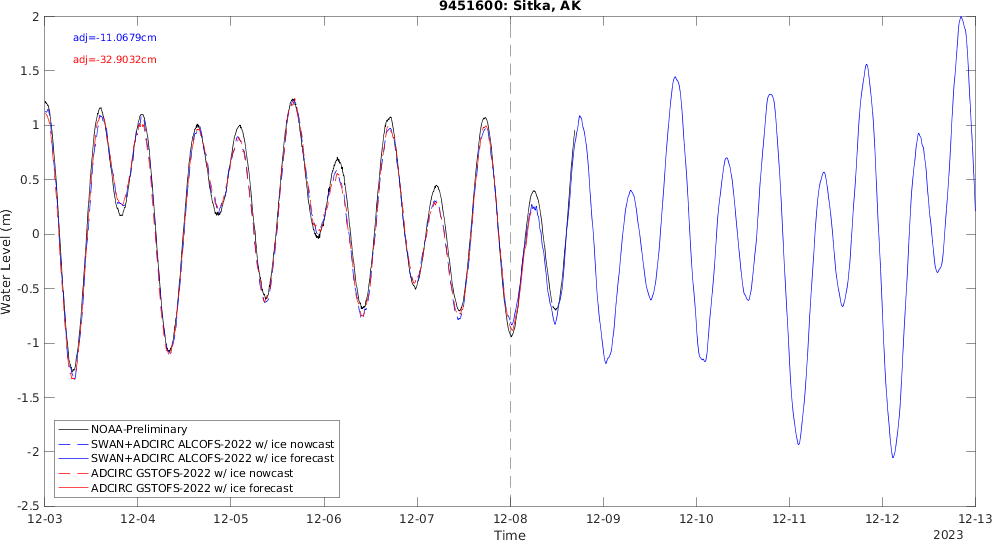 9451600: Sitka, AK
adj=-11.0679cm
adj=-32.9032cm
2
1.5
1
0.5
0
-0.5
-1
-1.5
-2
-2.5
Water Level (m)
NOAA-Preliminary
SWAN+ADCIRC ALCOFS-2022 w/ ice nowcast
SWAN+ADCIRC ALCOFS-2022 w/ ice forecast
ADCIRC GSTOFS-2022 w/ ice nowcast
ADCIRC GSTOFS-2022 w/ ice forecast
12-03 12-04 12-05 12-06 12-07 12-08 12-09 12-10 12-11 12-12 12-13
Time
2023